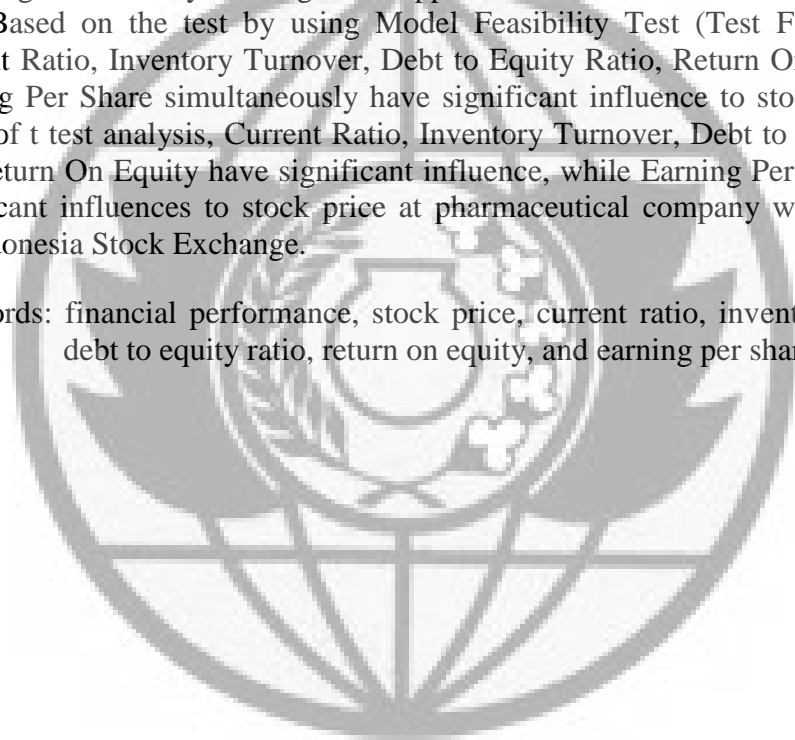 Based on the test by using Model Feasibility Test (Test F
t Ratio, Inventory Turnover, Debt to Equity Ratio, Return O
g Per Share simultaneously have significant influence to sto
of t test analysis, Current Ratio, Inventory Turnover, Debt to
eturn On Equity have significant influence, while Earning Per
cant influences to stock price at pharmaceutical company w
onesia Stock Exchange.
ords: financial performance, stock price, current ratio, invent
debt to equity ratio, return on equity, and earning per shar